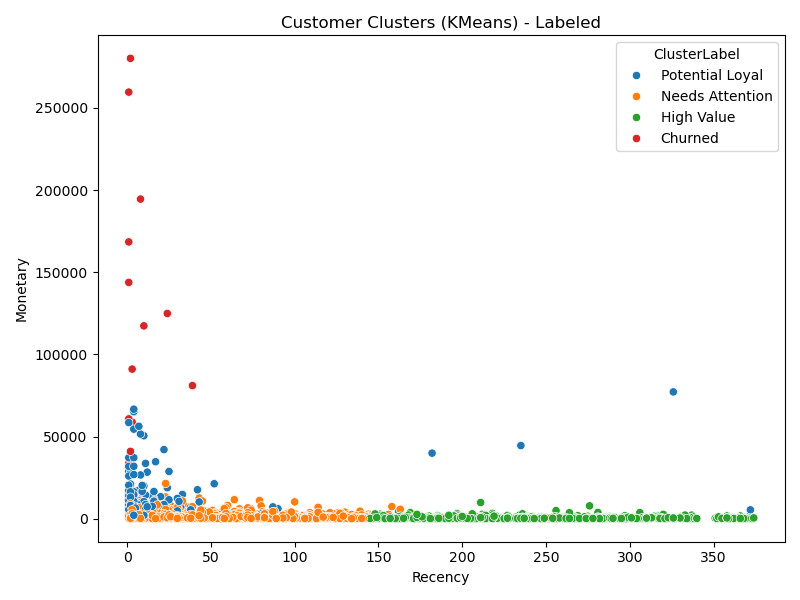 Customer Clusters (KMeans) - Labeled
ClusterLabel
Potential Loyal
Needs Attention
High Value
Churned
Monetary
250000
200000
150000
100000
50000
0
0 50 100 150 200 250 300 350
Recency